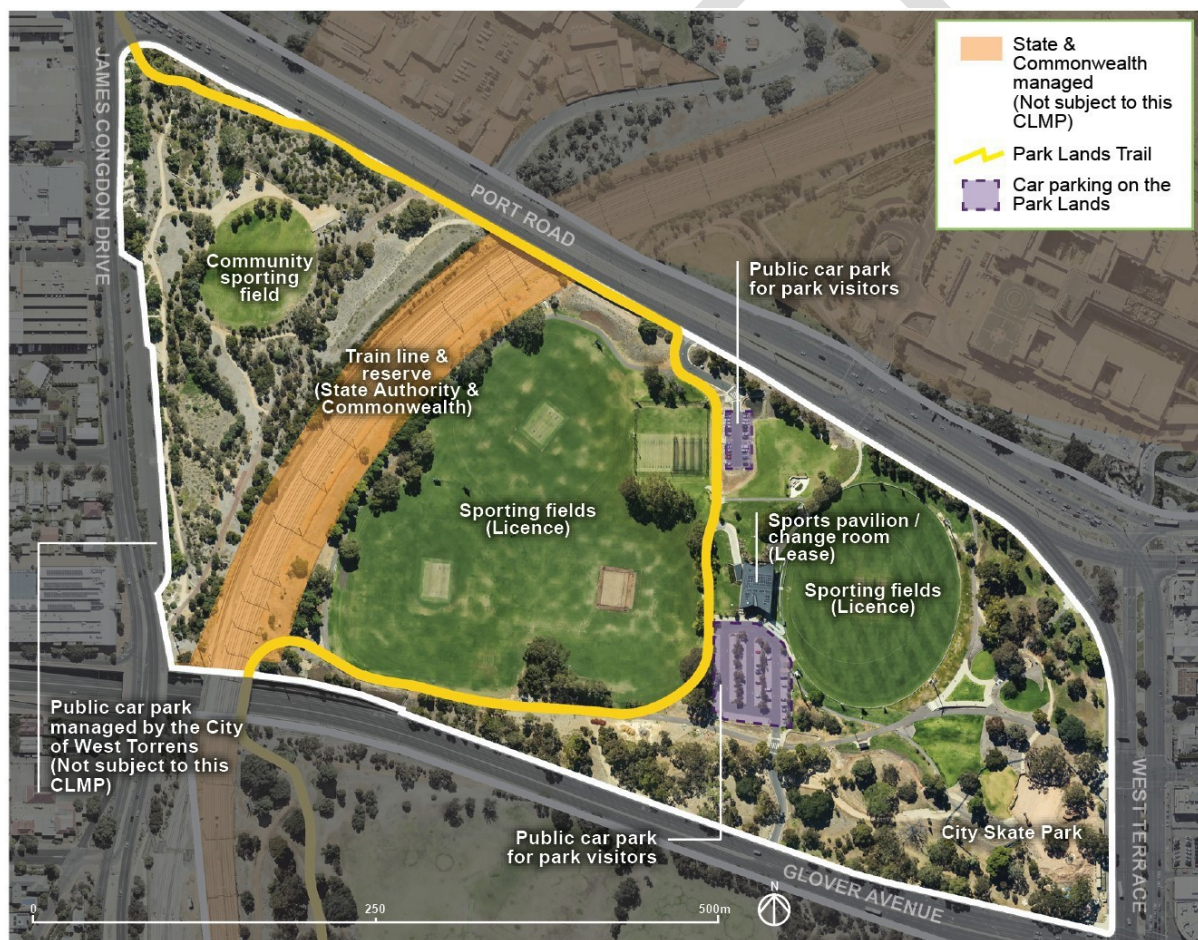 State &
Commonwealth
managed
(Not subject to this
CLMP)
Park Lands Trail
Car parking on the
Park Lands
JAMES CONGDON DRIVE
PORT ROAD
Community
sporting
field
Public car park
for park visitors
Train line &
reserve
(State Authority &
Commonwealth)
Sporting fields
(Licence)
Sports pavilion /
change room
(Lease)
Sporting fields
(Licence)
Public car park
managed by the City
of West Torrens
(Not subject to this
CLMP)
Public car park
for park visitors
City Skate Park
WEST TERRACE
GLOVER AVENUE
N
0 250 500m